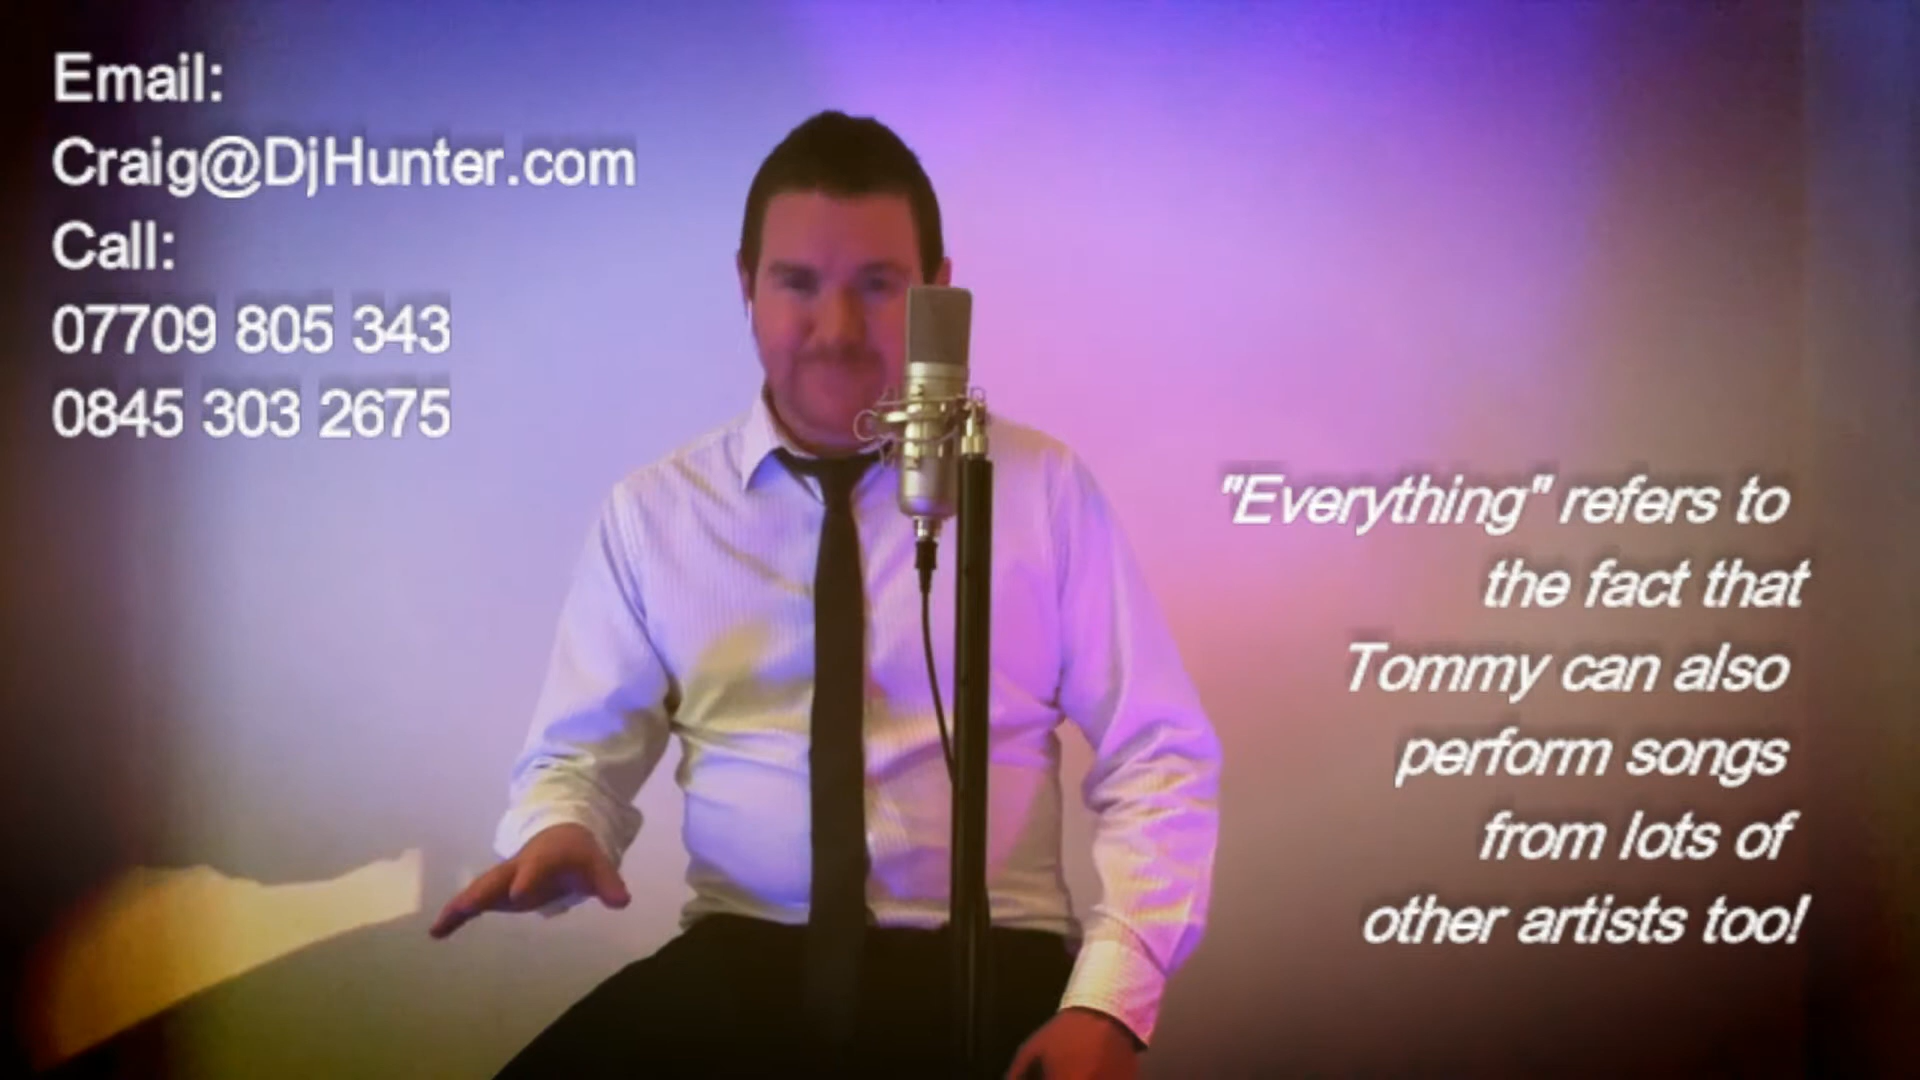 Email:
Craig@DjHunter.com
Call:
07709 805 343
0845 303 2675
"Everything" refers to
the fact that
Tommy can also
perform songs
from lots of
other artists too!